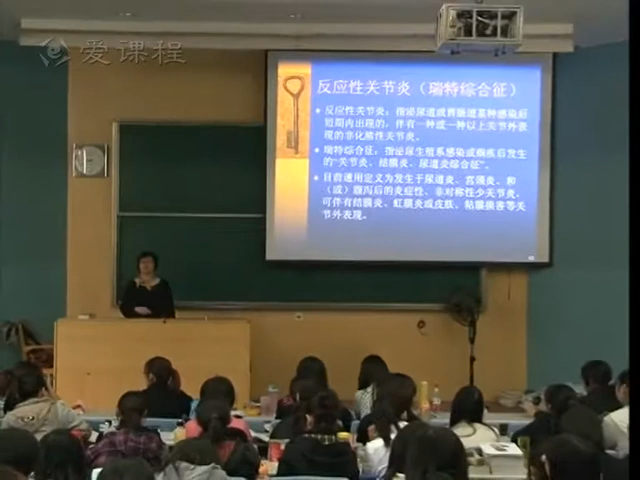 爱课程
反应性关节炎（瑞特综合征）
反应性关节炎：指泌尿道或胃肠道某种感染后
短期内出现的，伴有一种或一种以上关节外表
现的非化脓性关节炎。
瑞特综合征：指泌尿生殖系感染或痢疾后发生
的“关节炎、结膜炎、尿道炎综合征”。
目前通用定义为发生于尿道炎、宫颈炎、和
（或）腹泻后的炎症性、非对称性少关节炎，
可伴有结膜炎、虹膜炎或皮肤、粘膜损害等关
节外表现。